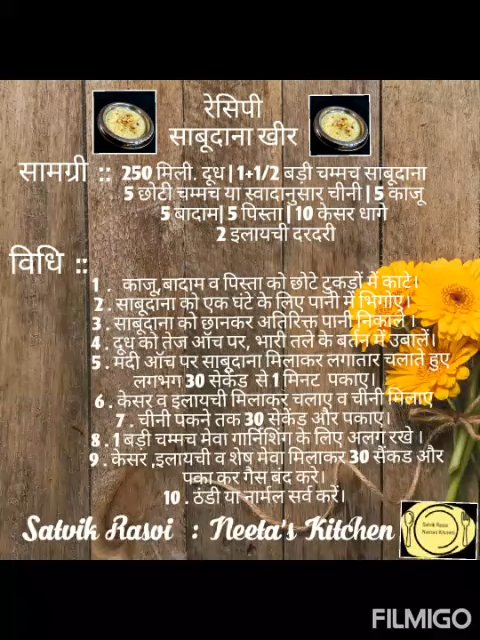 रेसिपी
साबूदाना खीर
सामग्री :: 250 मिली. दूध | 1+1/2 बड़ी चम्मच साबूदाना
5 छोटी चम्मच या स्वादानुसार चीनी | 5 काजू
5 बादाम| 5 पिस्ता | 10 केसर धागे
2 इलायची दरदरी
विधि ::
1 . काजू,बादाम व पिस्ता को छोटे टुकड़ों में काटे।
2 . साबूदाना को एक घंटे के लिए पानी में भिगोए।
3 . साबूदाना को छानकर अतिरिक्त पानी निकाले ।
4 . दूध को तेज आँच पर, भारी तले के बर्तन में उबालें।
5 . मंदी आँच पर साबूदाना मिलाकर लगातार चलाते हुए
लगभग 30 सेकेंड से 1 मिनट पकाए।
6 . केसर व इलायची मिलाकर चलाए व चीनी मिलाए
7 . चीनी पकने तक 30 सेकेंड और पकाए।
8 . 1 बड़ी चम्मच मेवा गार्निशिंग के लिए अलग रखे ।
9 . केसर ,इलायची व शेष मेवा मिलाकर 30 सैंकड और
पका कर गैस बंद करे।
10 . ठंडी या नार्मल सर्व करें।
Satvik Rasoi : Neeta's Kitchen
Satvik Rasoi
Neeta's Kitchen
FILMIGO